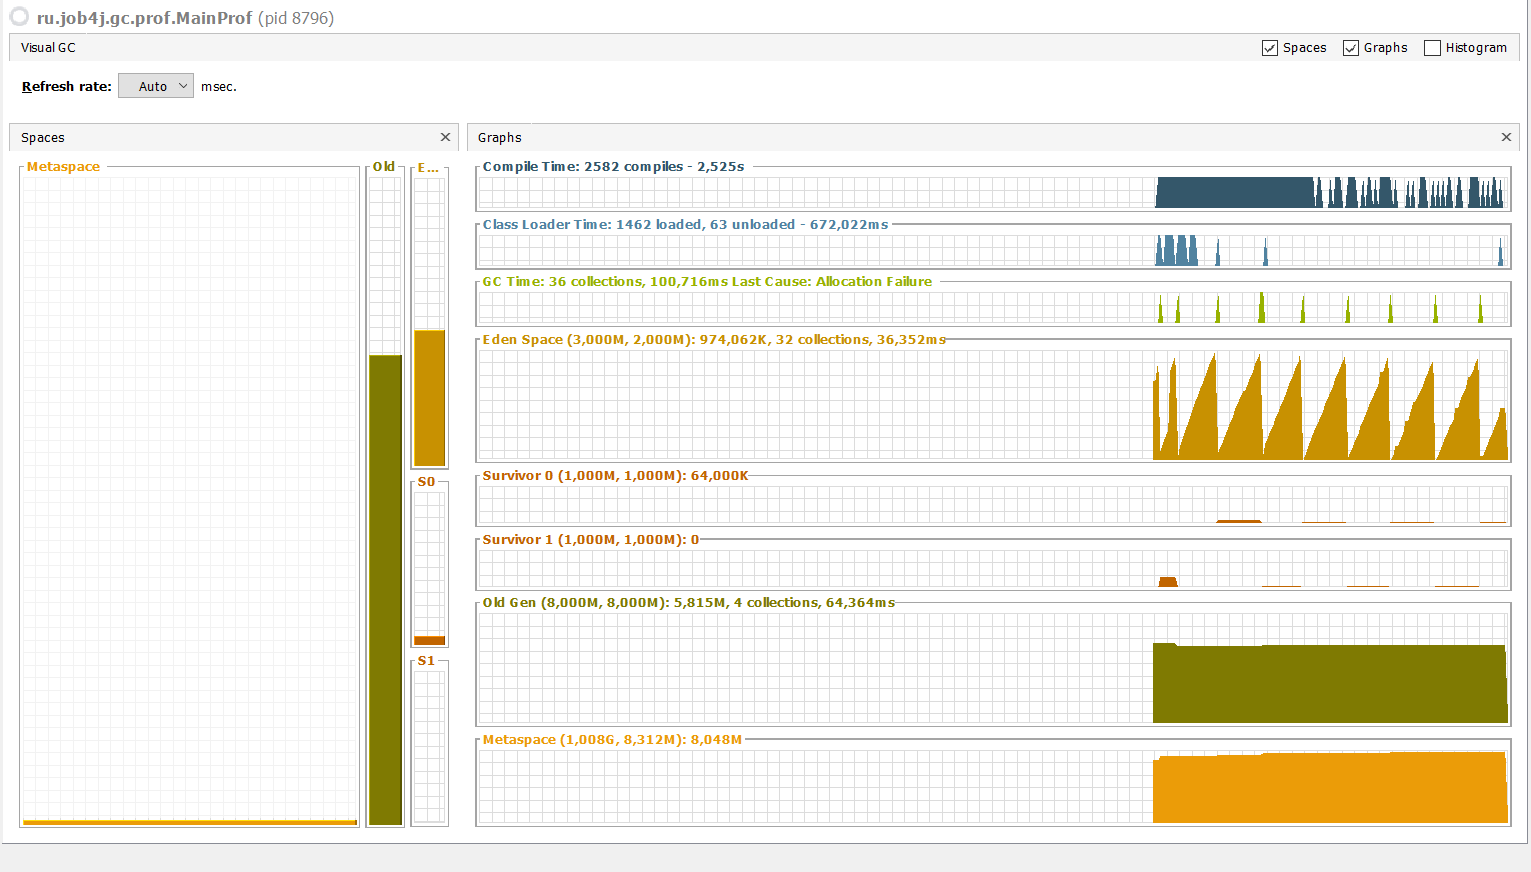 ru.job4j.gc.prof.MainProf (pid 8796)
Visual GC
Spaces
Graphs
Histogram
Refresh rate:
Auto
msec.
Spaces
Graphs
Metaspace
Old
E...
S0
S1
Compile Time: 2582 compiles - 2,525s
Class Loader Time: 1462 loaded, 63 unloaded - 672,022ms
GC Time: 36 collections, 100,716ms Last Cause: Allocation Failure
Eden Space (3,000M, 2,000M): 974,062K, 32 collections, 36,352ms
Survivor 0 (1,000M, 1,000M): 64,000K
Survivor 1 (1,000M, 1,000M): 0
Old Gen (8,000M, 8,000M): 5,815M, 4 collections, 64,364ms
Metaspace (1,008G, 8,312M): 8,048M